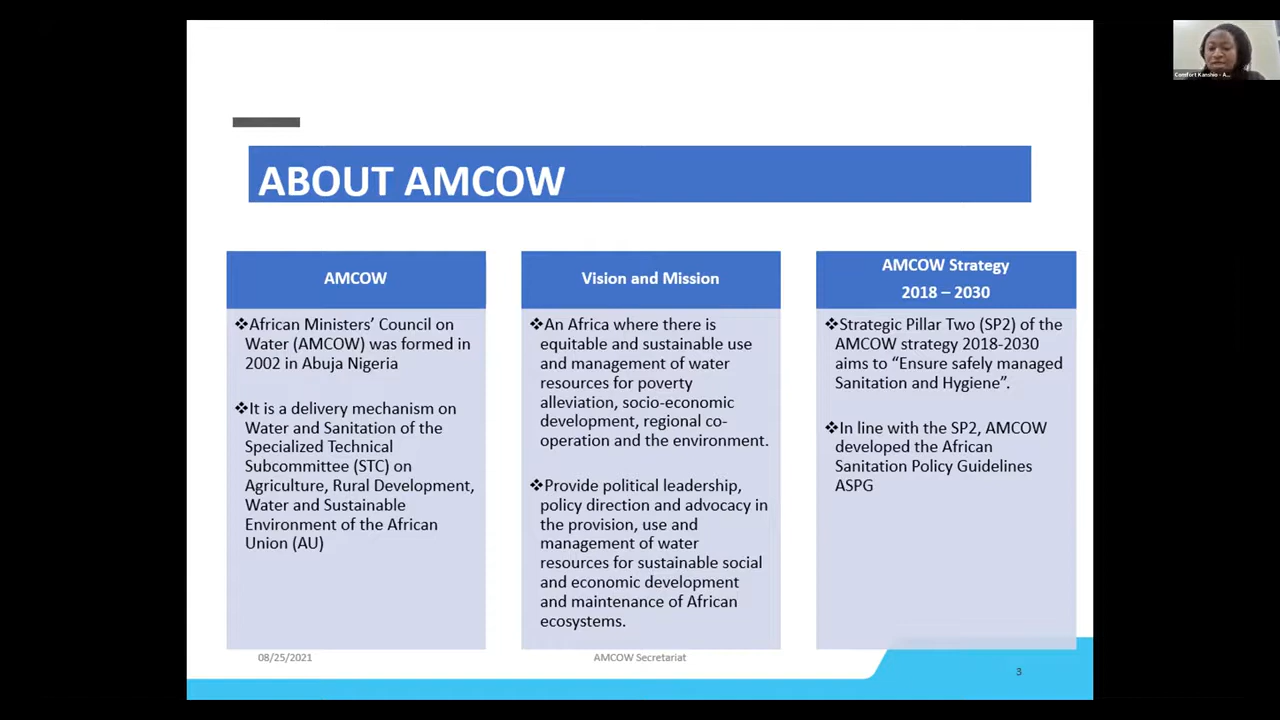 Comfort Kanshio - A...
ABOUT AMCOW
AMCOW
❖African Ministers’ Council on
Water (AMCOW) was formed in
2002 in Abuja Nigeria
❖It is a delivery mechanism on
Water and Sanitation of the
Specialized Technical
Subcommittee (STC) on
Agriculture, Rural Development,
Water and Sustainable
Environment of the African
Union (AU)
Vision and Mission
❖An Africa where there is
equitable and sustainable use
and management of water
resources for poverty
alleviation, socio-economic
development, regional co-
operation and the environment.
❖Provide political leadership,
policy direction and advocacy in
the provision, use and
management of water
resources for sustainable social
and economic development
and maintenance of African
ecosystems.
AMCOW Strategy
2018 – 2030
❖Strategic Pillar Two (SP2) of the
AMCOW strategy 2018-2030
aims to “Ensure safely managed
Sanitation and Hygiene”.
❖In line with the SP2, AMCOW
developed the African
Sanitation Policy Guidelines
ASPG
08/25/2021
AMCOW Secretariat
3